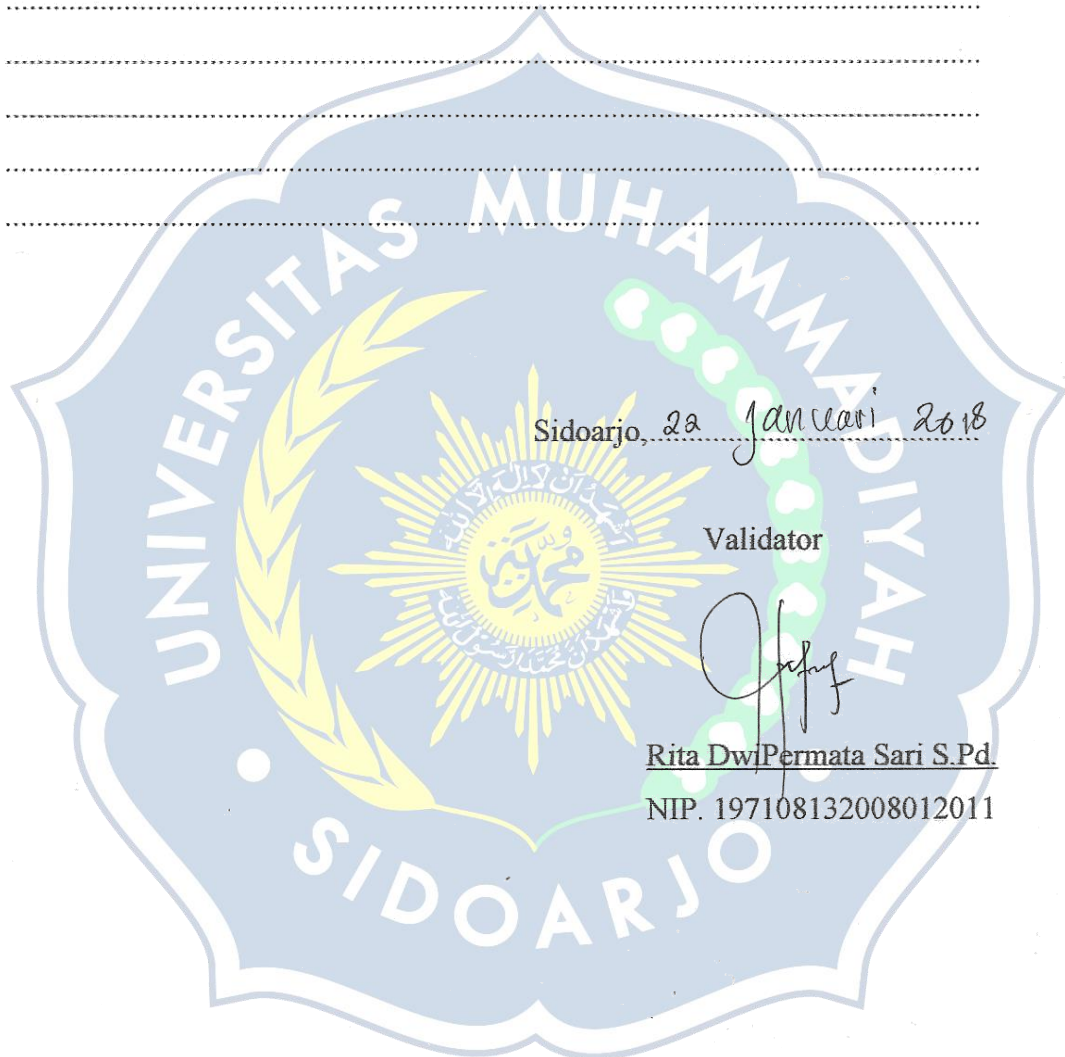 UNIVERSITAS MUHAMMADIYAH
Sidoarjo, 22 Januari 2018
Validator
Rita DwiPermata Sari S.Pd.
NIP. 197108132008012011
SIDOARJO